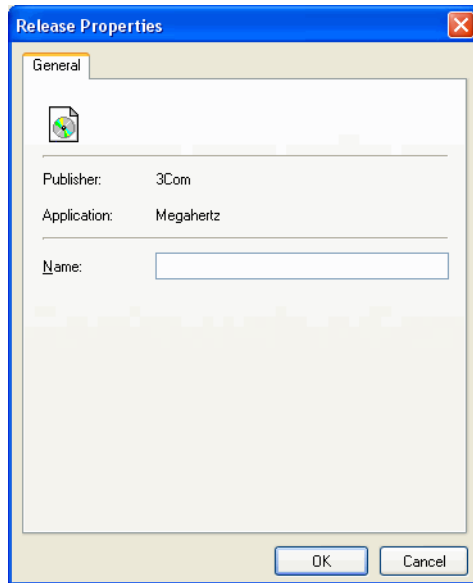 Release Properties
General
Publisher: 3Com
Application: Megahertz
Name:
OK Cancel